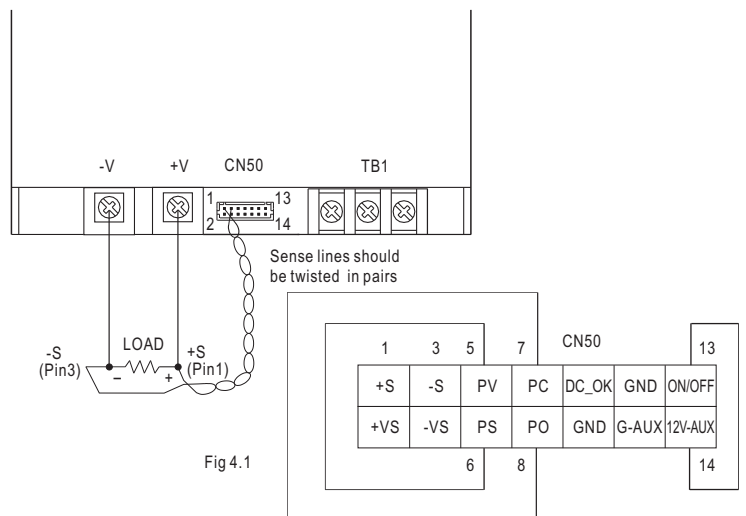 -V +V CN50 TB1
1 13
2 14
Sense lines should
be twisted in pairs
-S
(Pin3)
LOAD
+S
(Pin1)
– +
CN50
1 3 5 7 13
+S -S PV PC DC_OK GND ON/OFF
+VS -VS PS PO GND G-AUX 12V-AUX
6 8 14
Fig 4.1